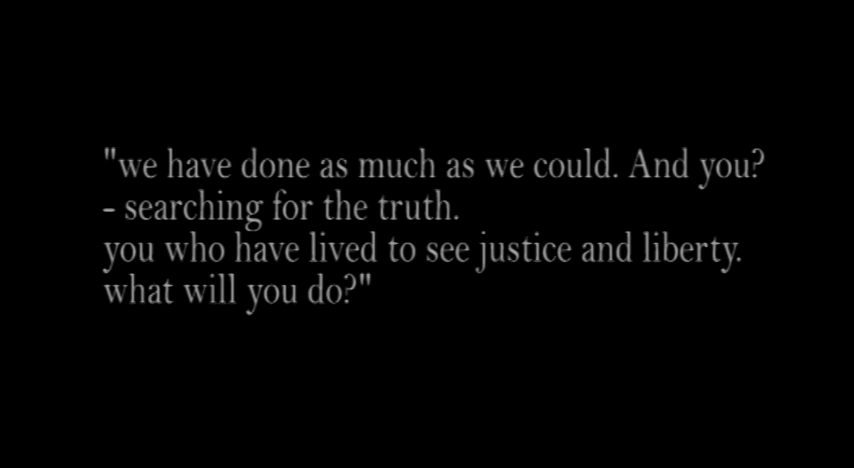 "we have done as much as we could. And you?
- searching for the truth.
you who have lived to see justice and liberty.
what will you do?"